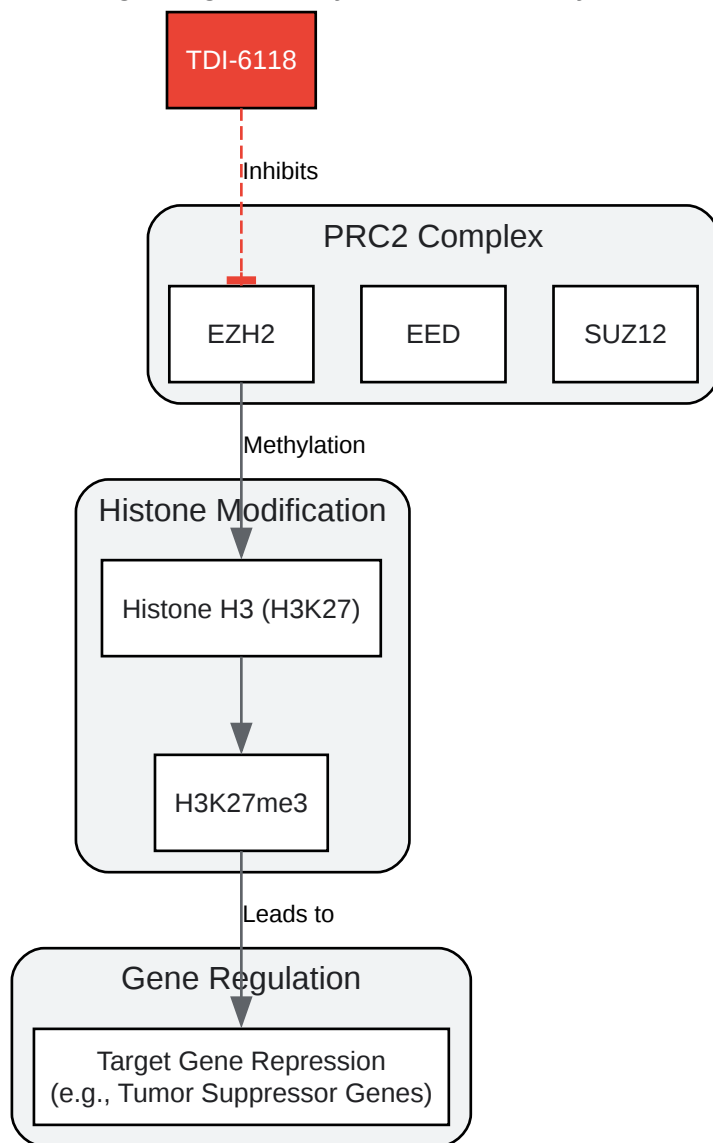 TDI-6118
Inhibits
PRC2 Complex
EZH2
EED
SUZ12
Methylation
Histone Modification
Histone H3 (H3K27)
H3K27me3
Leads to
Gene Regulation
Target Gene Repression
(e.g., Tumor Suppressor Genes)